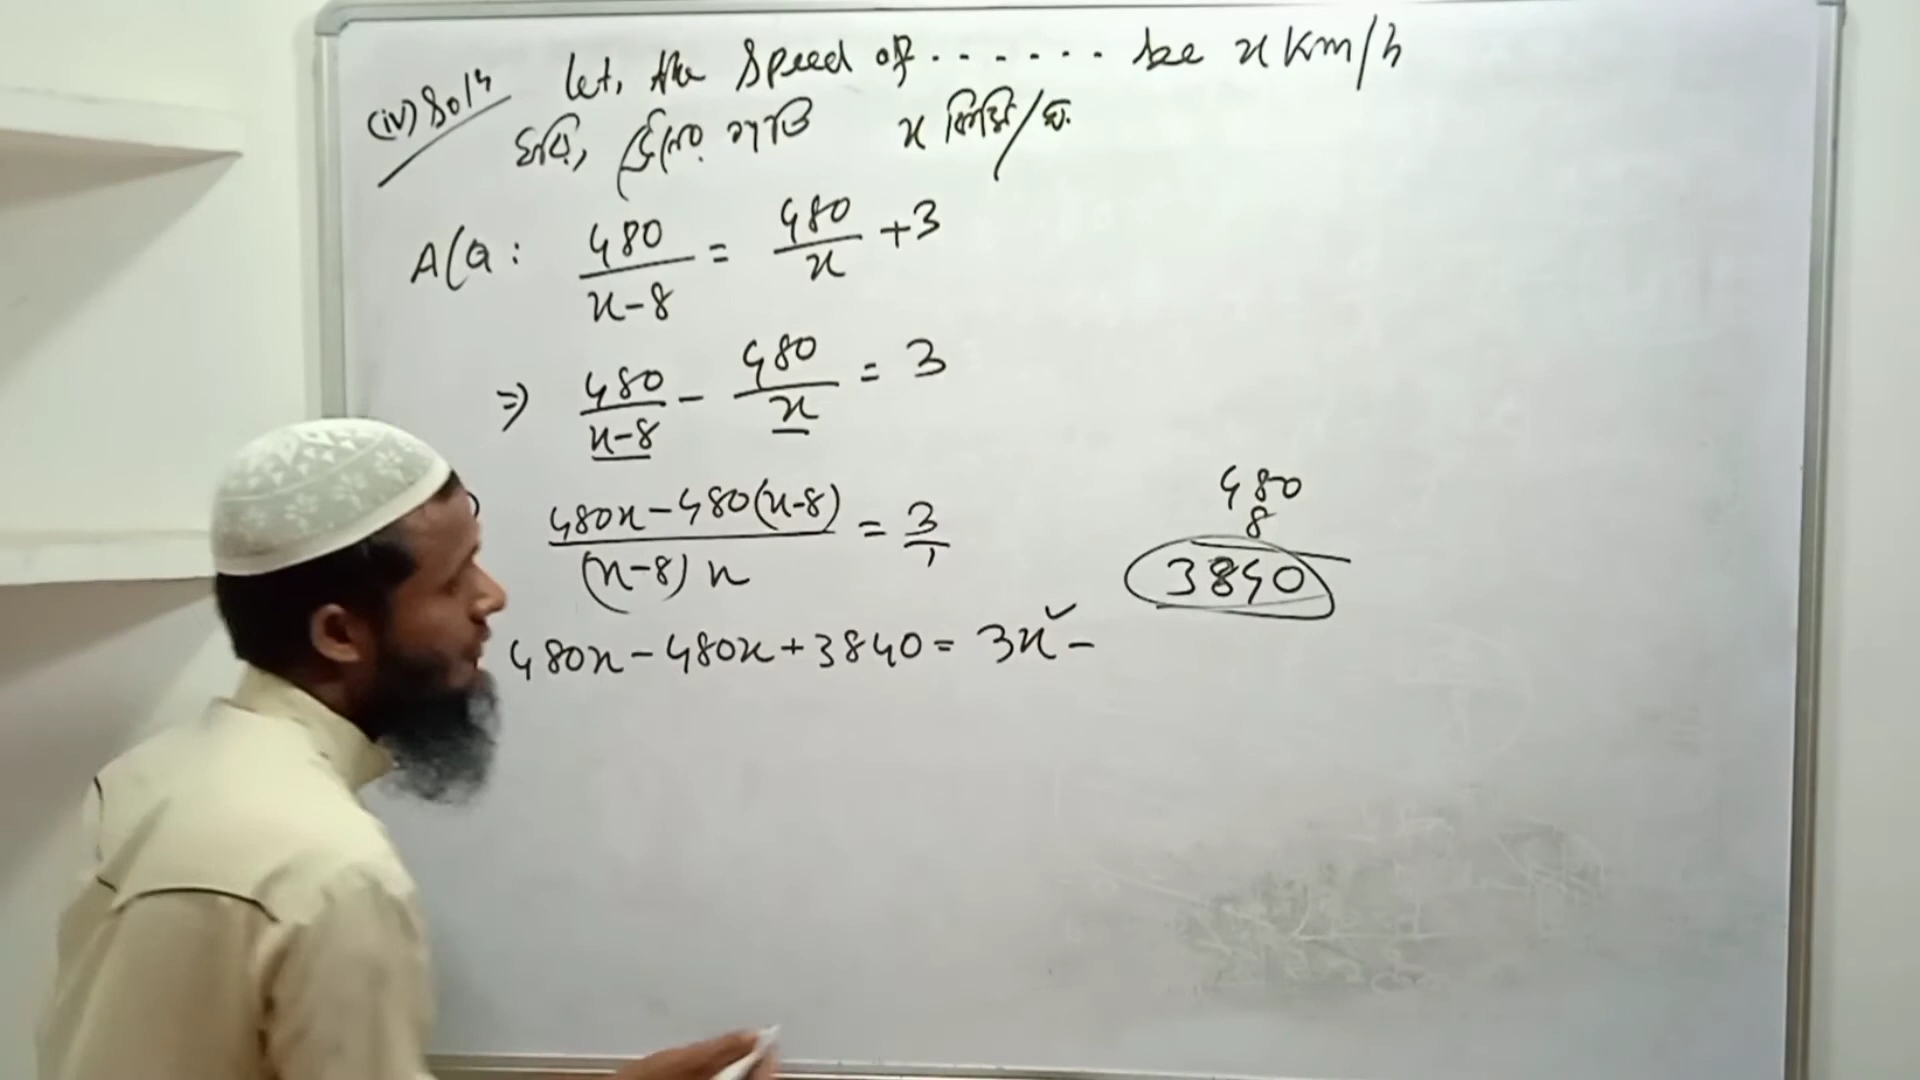 (iv) Solⁿ Let, the speed of ....... be x Km/h
ধরি, ট্রেনের গতি x কিমি/ঘ.
A/Q: 480/(x-8) = 480/x + 3
⇒ 480/(x-8) - 480/x = 3
(480x - 480(x-8))/((x-8)x) = 3/1
480x - 480x + 3840 = 3x² -
480
8
3840